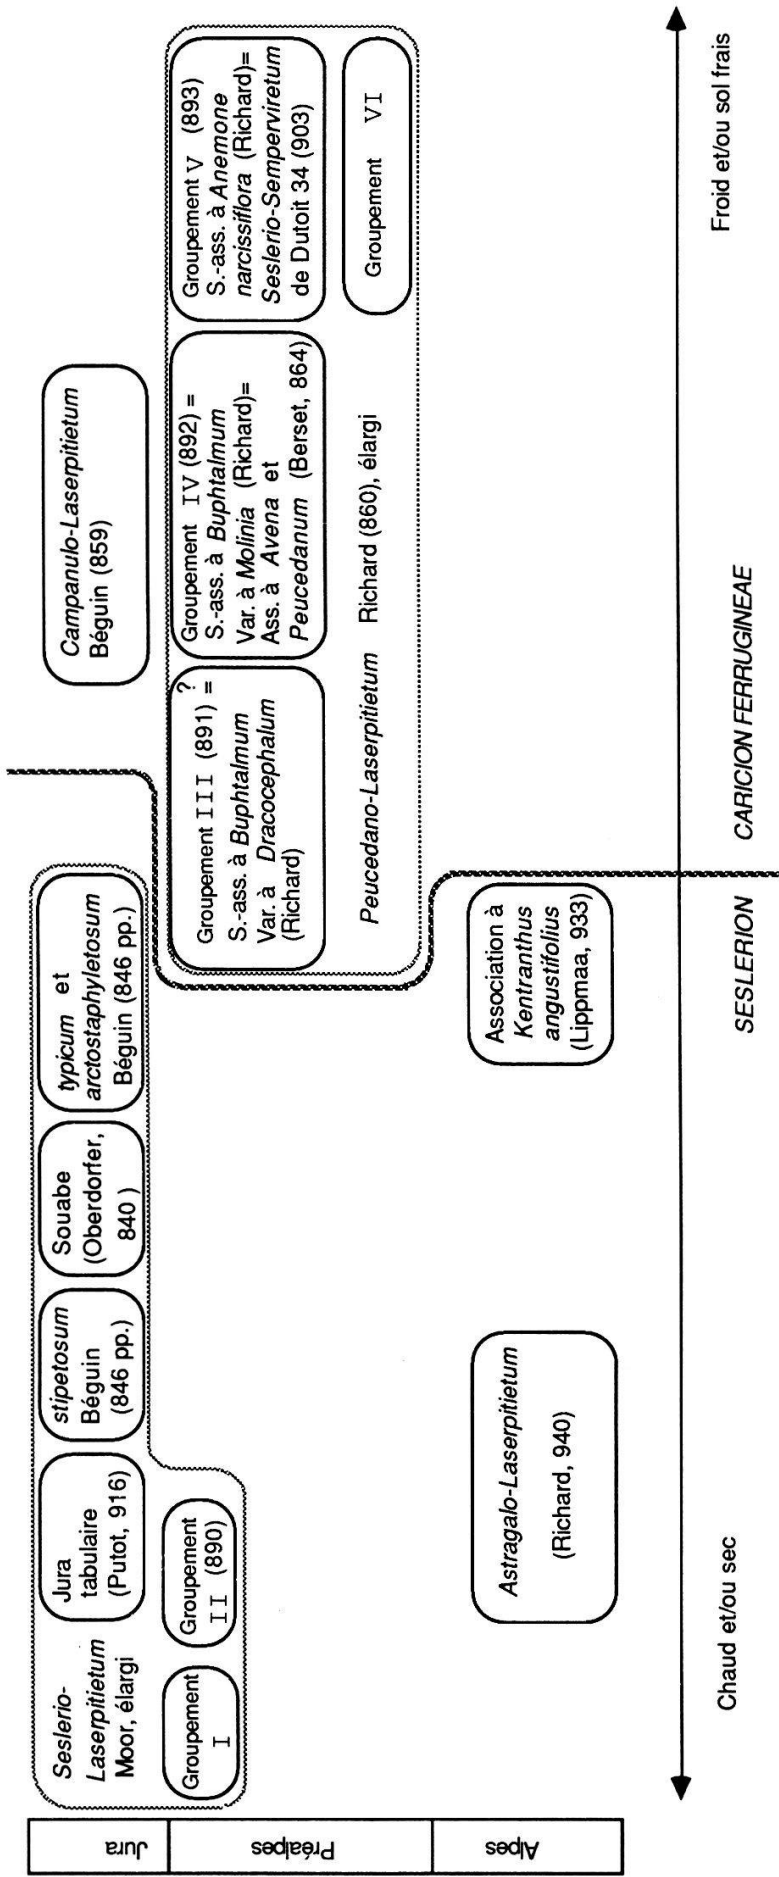 Jura
Préalpes
Alpes
Seslerio-
Laserpitietum
Moor, élargi
Jura
tabulaire
(Putot, 916)
stipetosum
Béguin
(846 pp.)
Souabe
(Oberdorfer,
840 )
typicum et
arctostaphyletosum
Béguin (846 pp.)
Campanulo-Laserpitietum
Béguin (859)
Groupement
I
Groupement
II (890)
Groupement III (891) =
?
S.-ass. à Buphtalmum
Var. à Dracocephalum
(Richard)
Groupement IV (892) =
S.-ass. à Buphtalmum
Var. à Molinia (Richard)=
Ass. à Avena et
Peucedanum (Berset, 864)
Groupement V (893)
S.-ass. à Anemone
narcissiflora (Richard)=
Seslerio-Semperviretum
de Dutoit 34 (903)
Peucedano-Laserpitietum Richard (860), élargi
Groupement VI
Astragalo-Laserpitietum
(Richard, 940)
Association à
Kentranthus
angustifolius
(Lippmaa, 933)
SESLERION CARICION FERRUGINEAE
Chaud et/ou sec
Froid et/ou sol frais